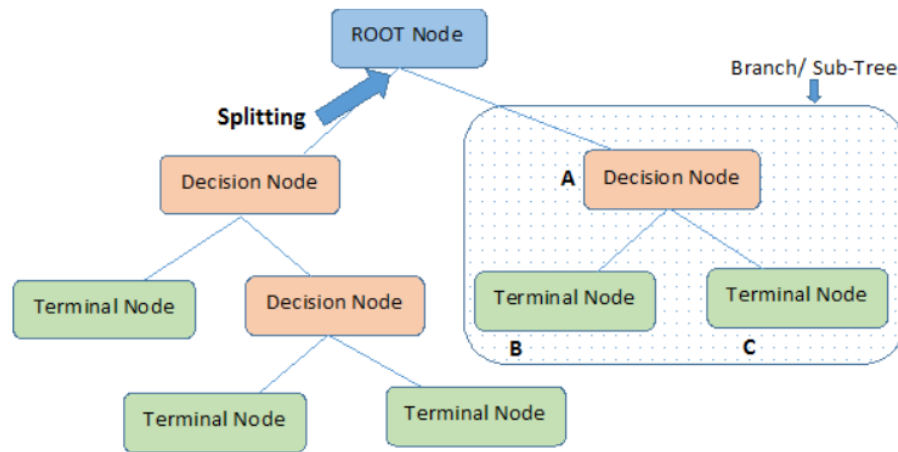 ROOT Node
Branch/ Sub-Tree
Splitting
Decision Node
A
Decision Node
Terminal Node
Decision Node
Terminal Node
Terminal Node
B
C
Terminal Node
Terminal Node